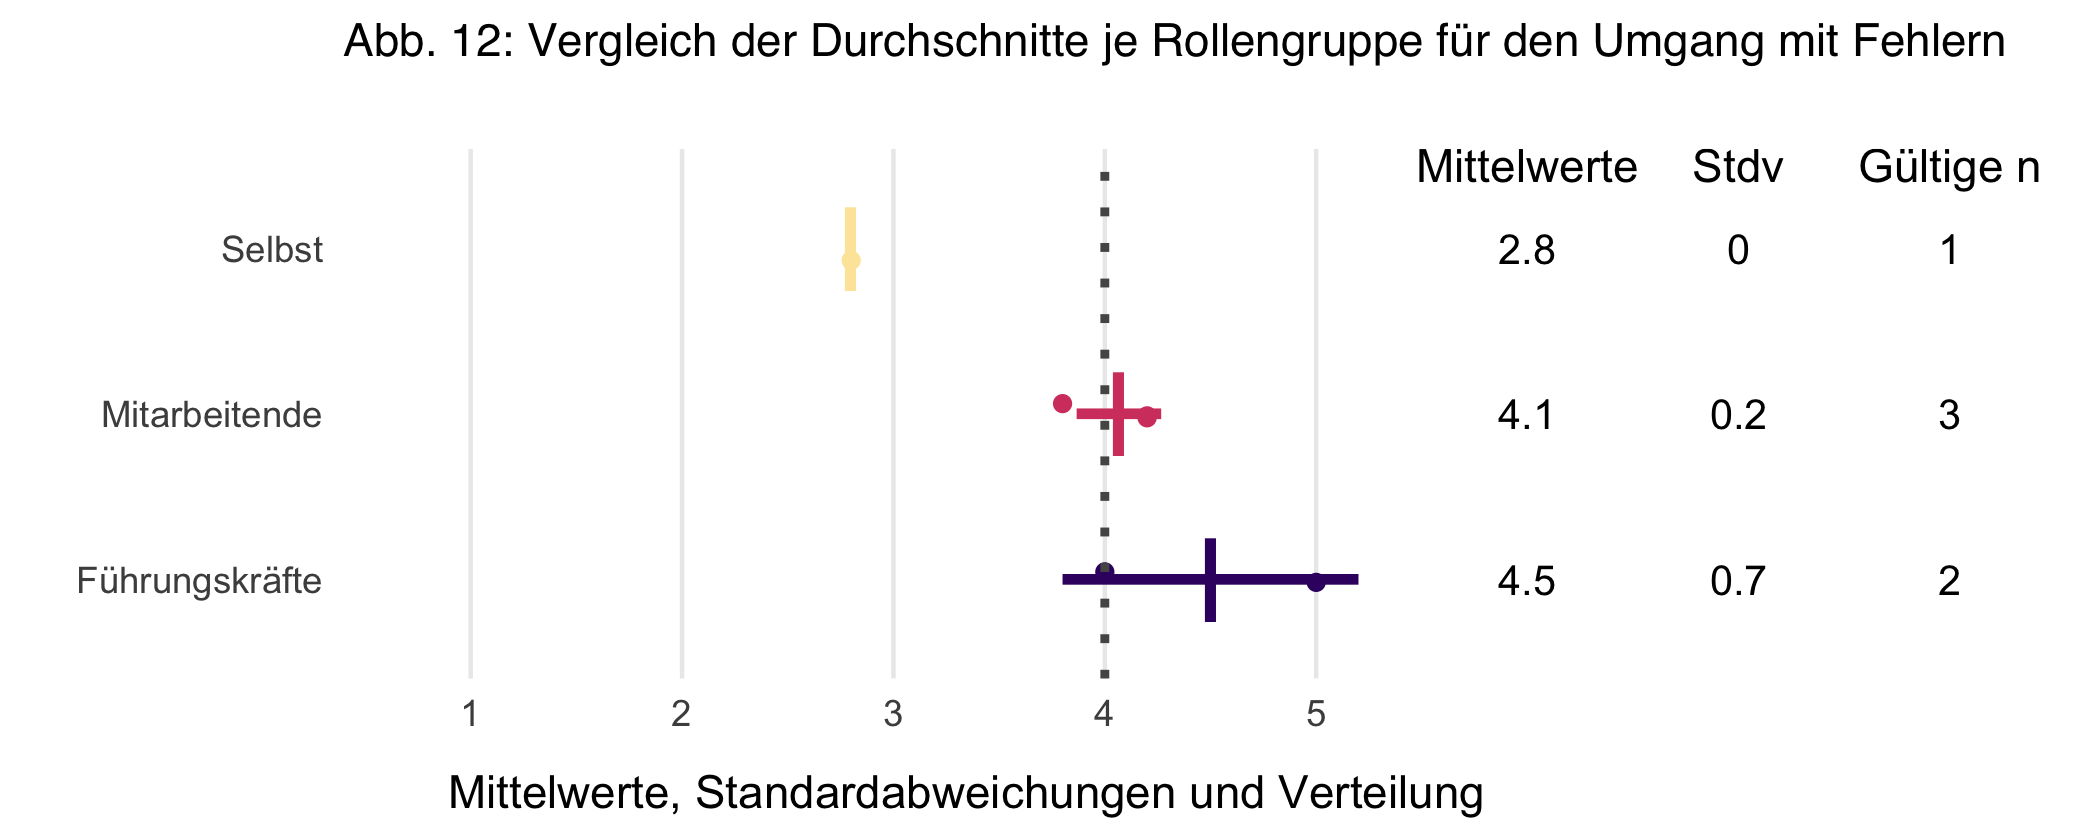 Abb. 12: Vergleich der Durchschnitte je Rollengruppe für den Umgang mit Fehlern
Mittelwerte Stdv Gültige n
Selbst 2.8 0 1
Mitarbeitende 4.1 0.2 3
Führungskräfte 4.5 0.7 2
1 2 3 4 5
Mittelwerte, Standardabweichungen und Verteilung